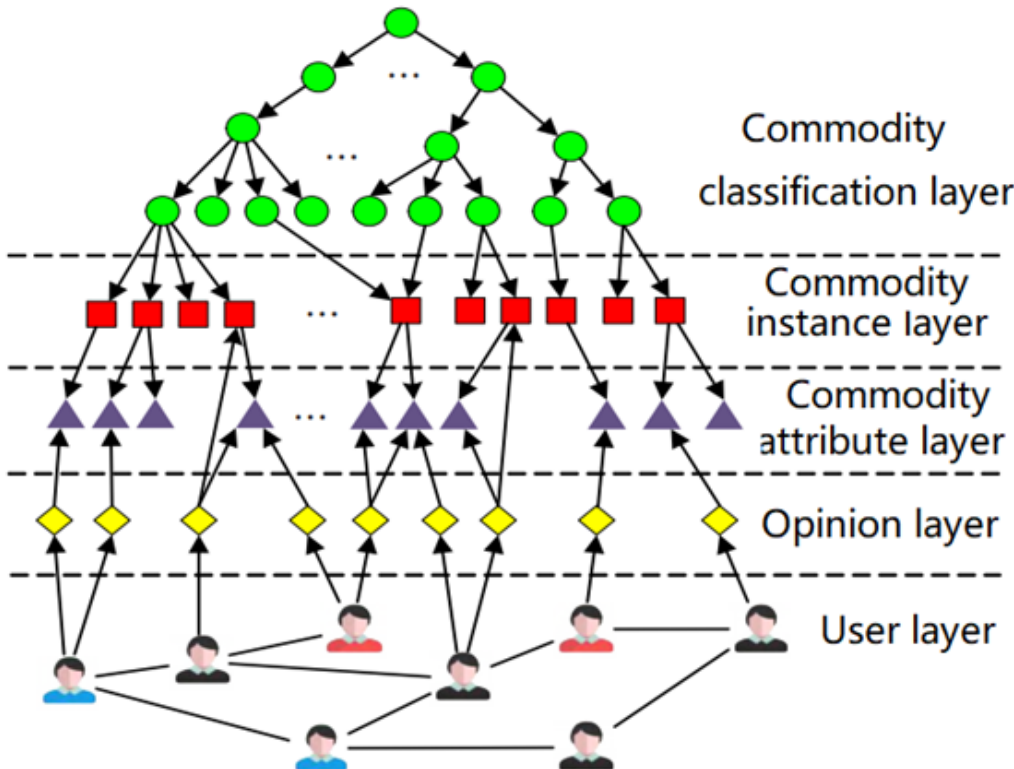 ...
Commodity
...
classification layer
Commodity
...
instance layer
Commodity
...
attribute layer
Opinion layer
User layer